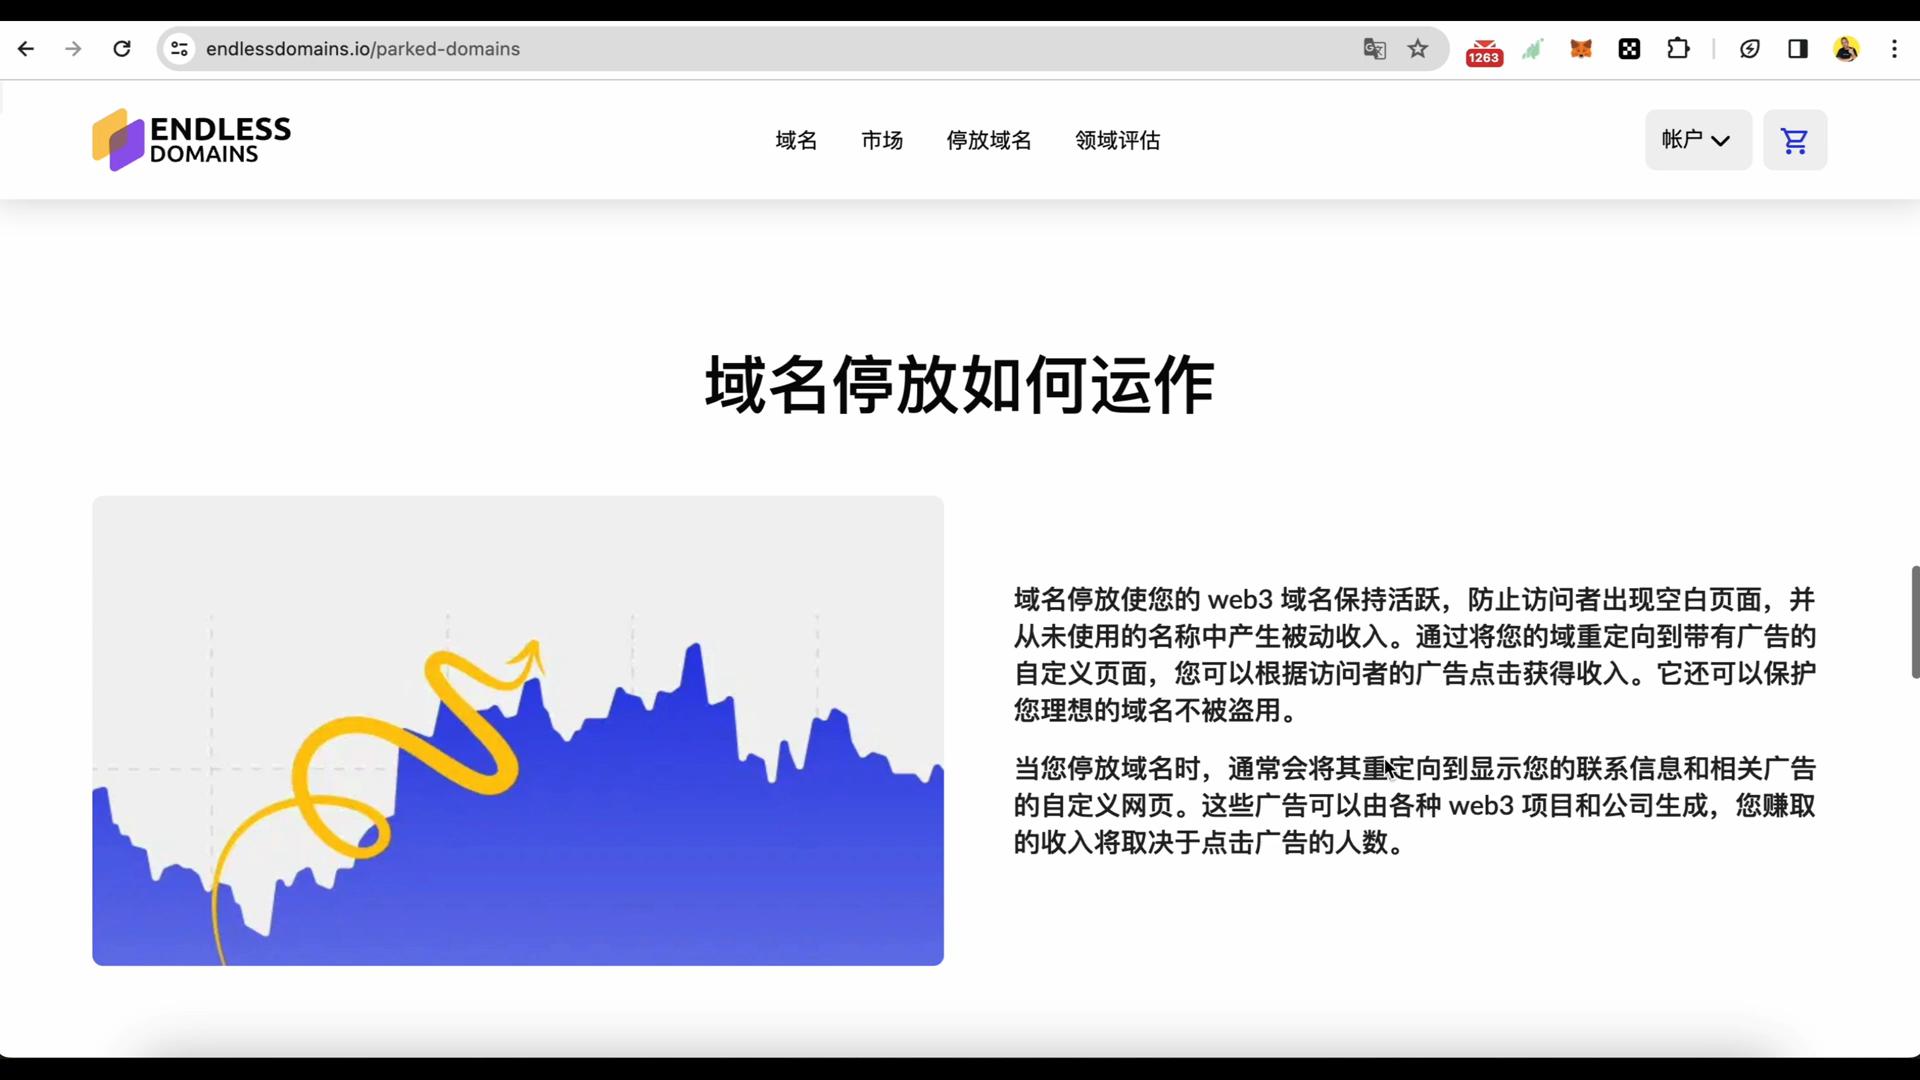 endlessdomains.io/parked-domains
1263
ENDLESS
DOMAINS
域名 市场 停放域名 领域评估
帐户
域名停放如何运作
域名停放使您的 web3 域名保持活跃，防止访问者出现空白页面，并
从未使用的名称中产生被动收入。通过将您的域重定向到带有广告的
自定义页面，您可以根据访问者的广告点击获得收入。它还可以保护
您理想的域名不被盗用。
当您停放域名时，通常会将其重定向到显示您的联系信息和相关广告
的自定义网页。这些广告可以由各种 web3 项目和公司生成，您赚取
的收入将取决于点击广告的人数。